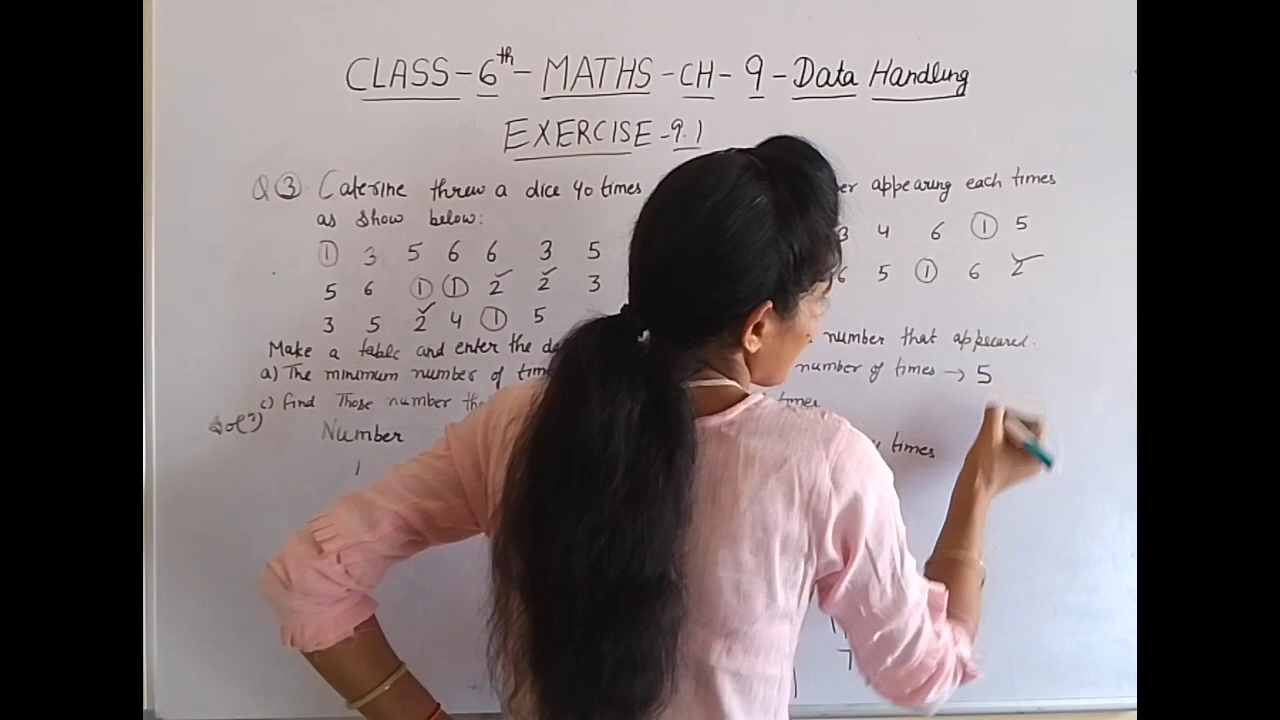 CLASS-6th-MATHS-CH-9-Data Handling
EXERCISE-9.1
Q③ Caterine threw a dice 40 times er appearing each times
as show below:
3 4 6 ① 5
① 3 5 6 6 3 5
6 5 ① 6 2
5 6 ① ① 2 2 3
3 5 2 4 ① 5
Make a table and enter the da number that appeared.
a) The minimum number of tim number of times → 5
c) find Those number tha times
Number times
1
7